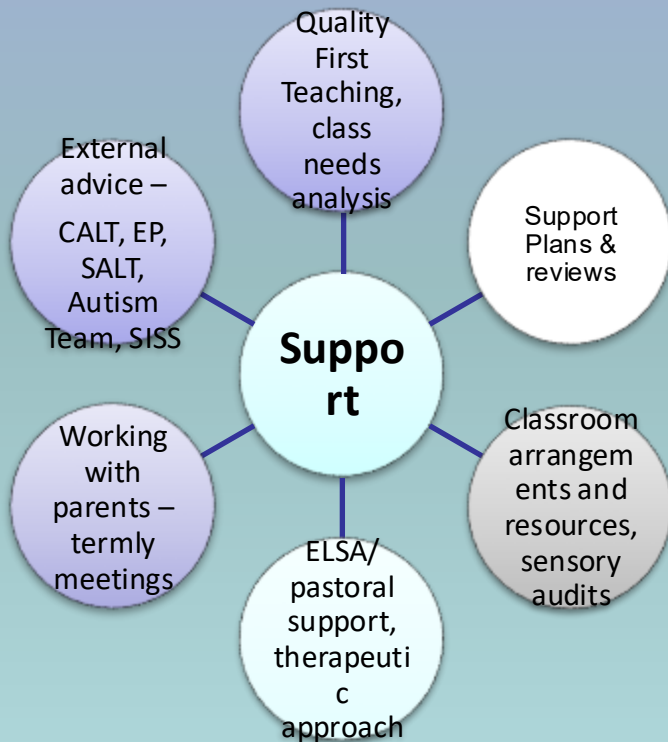 Quality
First
Teaching,
class
needs
analysis
Support
Plans &
reviews
Classroom
arrangem
ents and
resources,
sensory
audits
ELSA/
pastoral
support,
therapeuti
c
approach
Working
with
parents –
termly
meetings
External
advice –
CALT, EP,
SALT,
Autism
Team, SISS
Suppo
rt